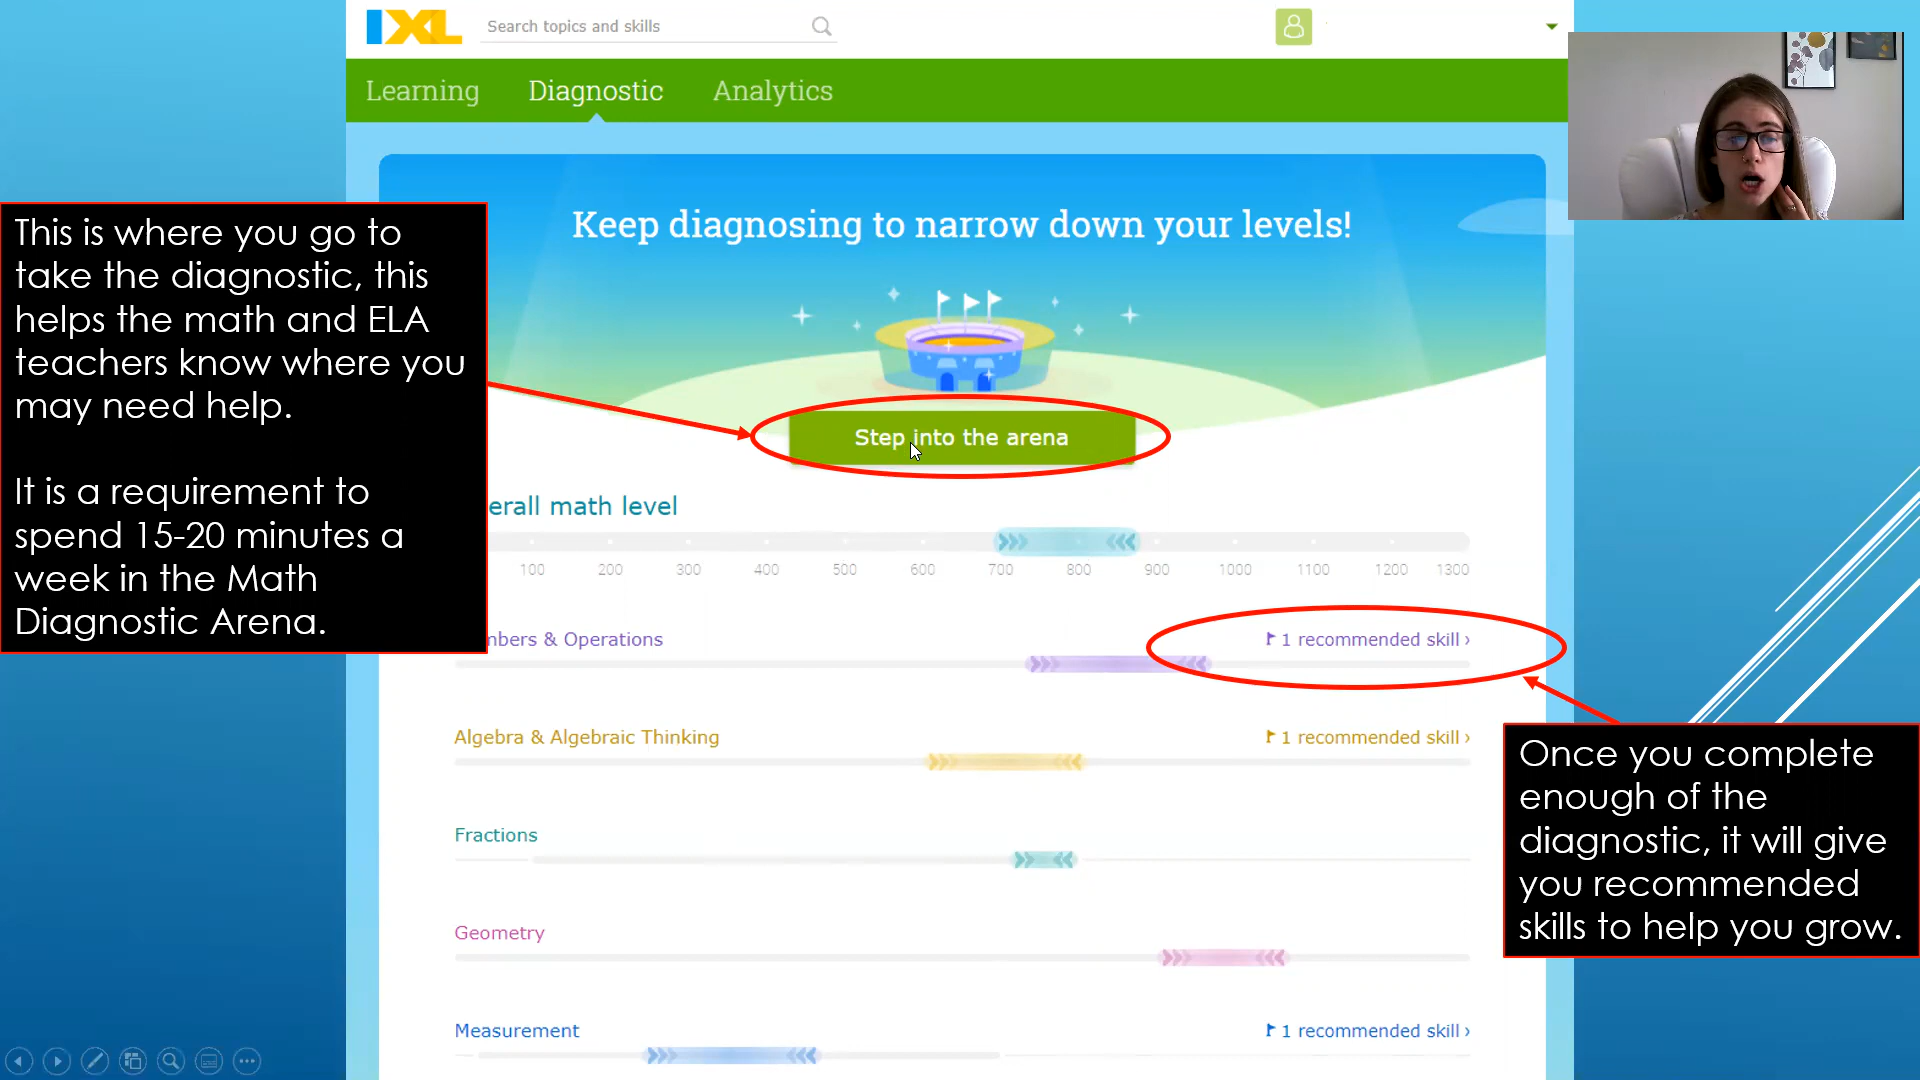 IXL
Search topics and skills
Learning
Diagnostic
Analytics
Keep diagnosing to narrow down your levels!
This is where you go to
take the diagnostic, this
helps the math and ELA
teachers know where you
may need help.
It is a requirement to
spend 15-20 minutes a
week in the Math
Diagnostic Arena.
Step into the arena
erall math level
100 200 300 400 500 600 700 800 900 1000 1100 1200 1300
nbers & Operations
1 recommended skill ›
Algebra & Algebraic Thinking
1 recommended skill ›
Fractions
Geometry
Measurement
1 recommended skill ›
Once you complete
enough of the
diagnostic, it will give
you recommended
skills to help you grow.